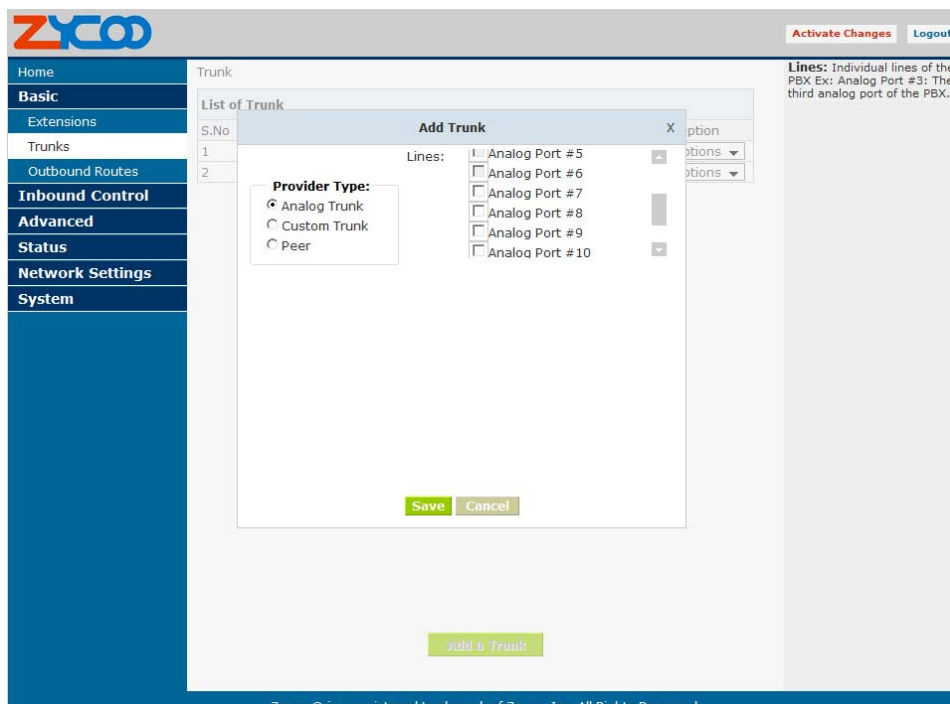 ZYCOO
Activate Changes
Logout
Home
Basic
Extensions
Trunks
Outbound Routes
Inbound Control
Advanced
Status
Network Settings
System
Trunk
List of Trunk
S.No
1
2
ption
ptions
ptions
Add Trunk X
Provider Type:
Analog Trunk
Custom Trunk
Peer
Lines:
Analog Port #5
Analog Port #6
Analog Port #7
Analog Port #8
Analog Port #9
Analog Port #10
Save
Cancel
Add a Trunk
Lines: Individual lines of the
PBX Ex: Analog Port #3: The
third analog port of the PBX.